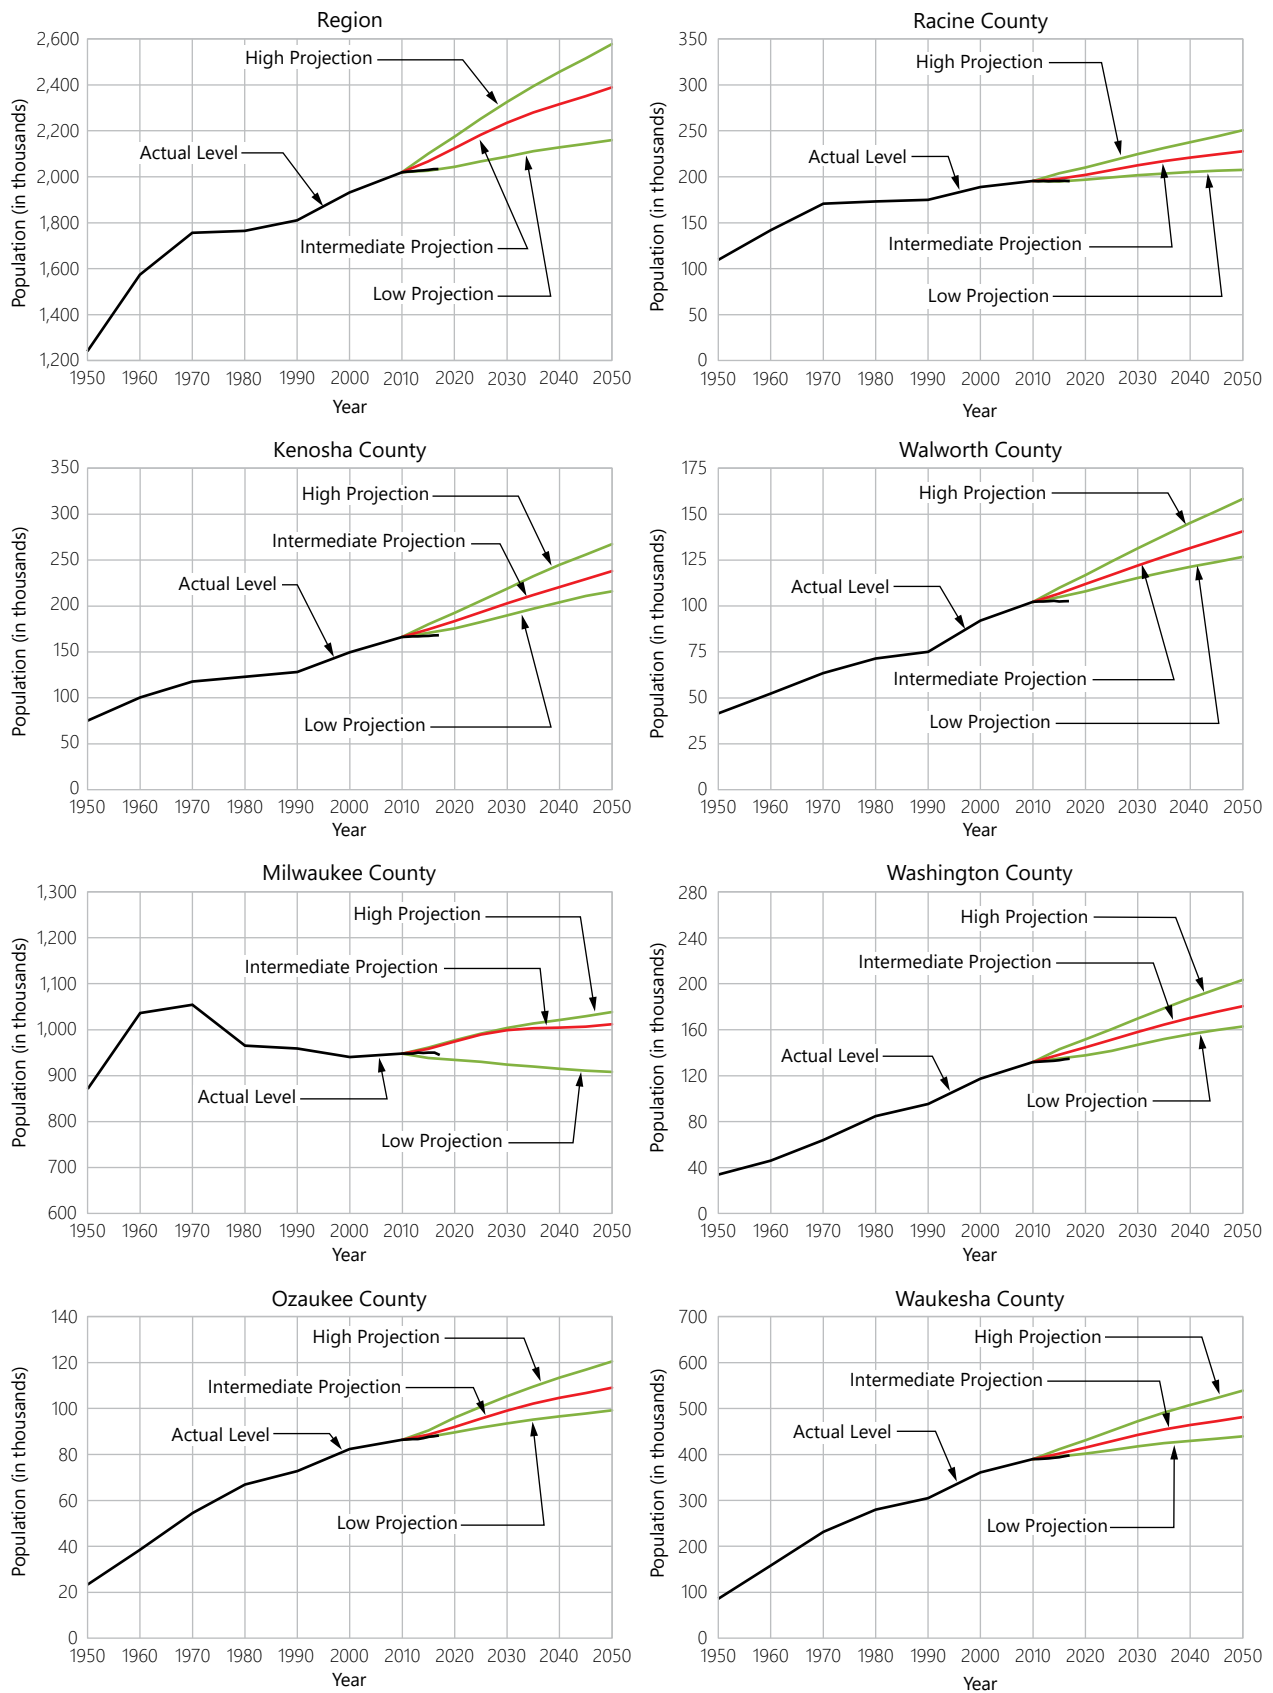 Region
2,600
2,400
2,200
2,000
1,800
1,600
1,400
1,200
Population (in thousands)
High Projection
Actual Level
Intermediate Projection
Low Projection
1950 1960 1970 1980 1990 2000 2010 2020 2030 2040 2050
Year
Racine County
350
300
250
200
150
100
50
0
Population (in thousands)
High Projection
Actual Level
Intermediate Projection
Low Projection
1950 1960 1970 1980 1990 2000 2010 2020 2030 2040 2050
Year
Kenosha County
350
300
250
200
150
100
50
0
Population (in thousands)
High Projection
Intermediate Projection
Actual Level
Low Projection
1950 1960 1970 1980 1990 2000 2010 2020 2030 2040 2050
Year
Walworth County
175
150
125
100
75
50
25
0
Population (in thousands)
High Projection
Actual Level
Intermediate Projection
Low Projection
1950 1960 1970 1980 1990 2000 2010 2020 2030 2040 2050
Year
Milwaukee County
1,300
1,200
1,100
1,000
900
800
700
600
Population (in thousands)
High Projection
Intermediate Projection
Actual Level
Low Projection
1950 1960 1970 1980 1990 2000 2010 2020 2030 2040 2050
Year
Washington County
280
240
200
160
120
80
40
0
Population (in thousands)
High Projection
Intermediate Projection
Actual Level
Low Projection
1950 1960 1970 1980 1990 2000 2010 2020 2030 2040 2050
Year
Ozaukee County
140
120
100
80
60
40
20
0
Population (in thousands)
High Projection
Intermediate Projection
Actual Level
Low Projection
1950 1960 1970 1980 1990 2000 2010 2020 2030 2040 2050
Year
Waukesha County
700
600
500
400
300
200
100
0
Population (in thousands)
High Projection
Intermediate Projection
Actual Level
Low Projection
1950 1960 1970 1980 1990 2000 2010 2020 2030 2040 2050
Year